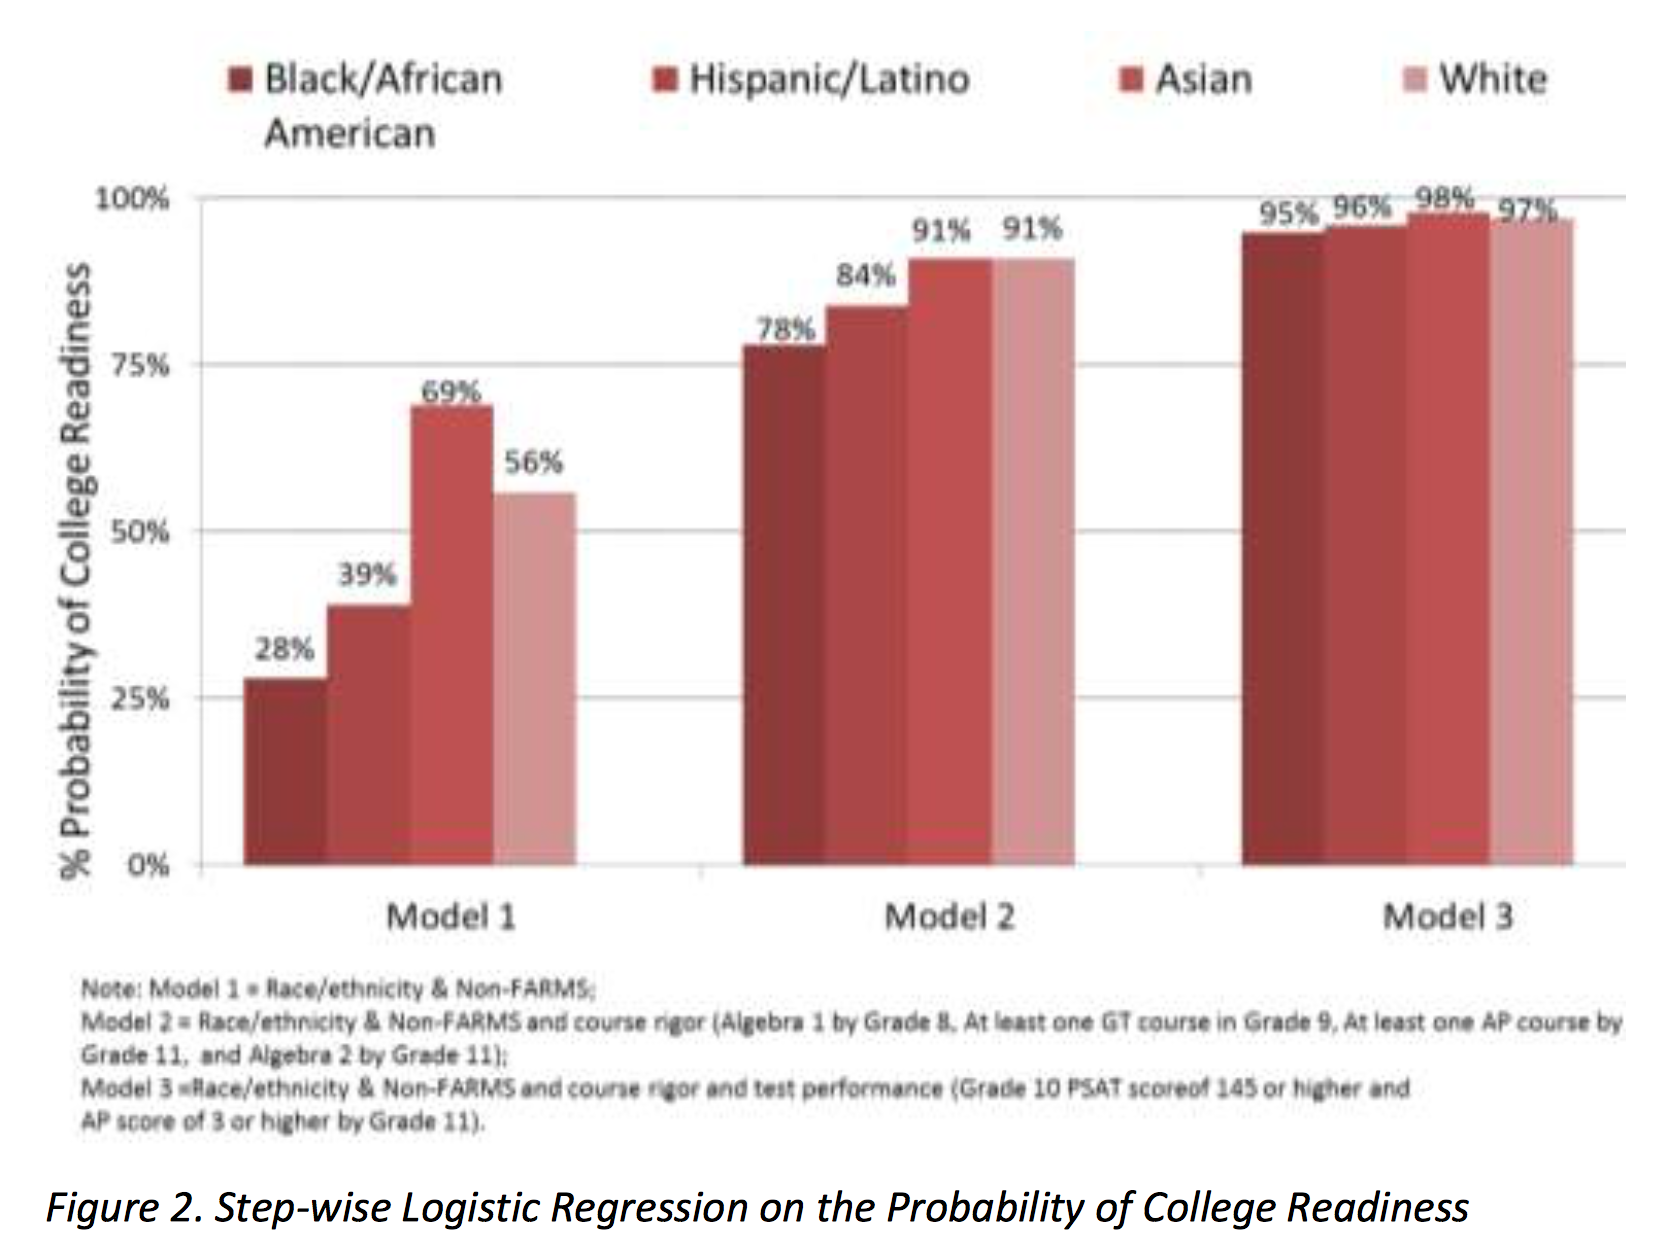 Black/African American
Hispanic/Latino
Asian
White
% Probability of College Readiness
100%
75%
50%
25%
0%
28%
39%
69%
56%
78%
84%
91%
91%
95%
96%
98%
97%
Model 1
Model 2
Model 3
Note: Model 1 = Race/ethnicity & Non-FARMS;
Model 2 = Race/ethnicity & Non-FARMS and course rigor (Algebra 1 by Grade 8, At least one GT course in Grade 9, At least one AP course by
Grade 11, and Algebra 2 by Grade 11);
Model 3 =Race/ethnicity & Non-FARMS and course rigor and test performance (Grade 10 PSAT scoreof 145 or higher and
AP score of 3 or higher by Grade 11).
Figure 2. Step-wise Logistic Regression on the Probability of College Readiness